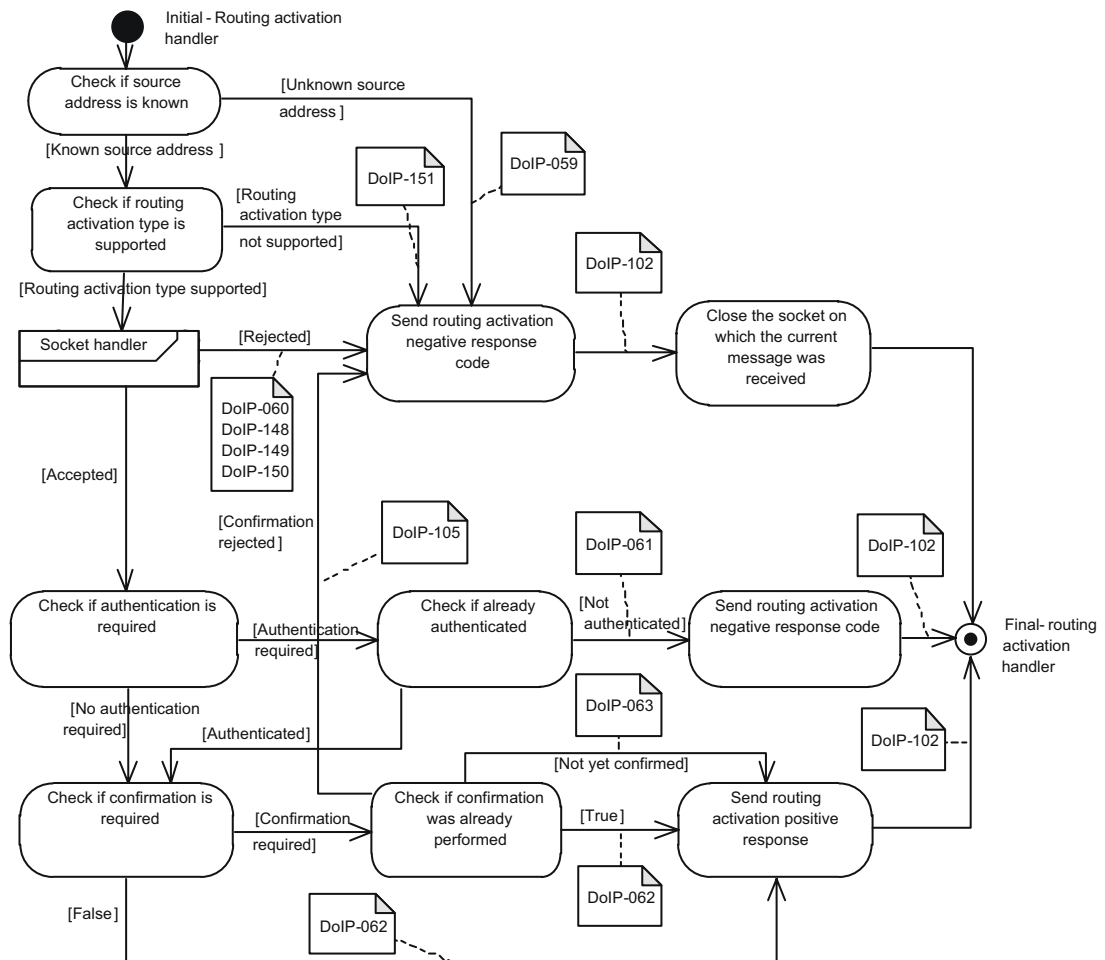 Initial - Routing activation
handler
Check if source
address is known
[Unknown source
address ]
[Known source address ]
DoIP-151
DoIP-059
Check if routing
activation type is
supported
[Routing
activation type
not supported]
DoIP-102
[Routing activation type supported]
Socket handler
[Rejected]
Send routing activation
negative response
code
Close the socket on
which the current
message was
received
DoIP-060
DoIP-148
DoIP-149
DoIP-150
[Accepted]
[Confirmation
rejected ]
DoIP-105
DoIP-061
DoIP-102
Check if authentication is
required
[Authentication
required]
Check if already
authenticated
[Not
authenticated]
Send routing activation
negative response code
Final- routing
activation
handler
[No authentication
required]
[Authenticated]
DoIP-063
[Not yet confirmed]
DoIP-102
Check if confirmation is
required
[Confirmation
required]
Check if confirmation
was already
performed
[True ]
Send routing
activation positive
response
DoIP-062
[False]
DoIP-062